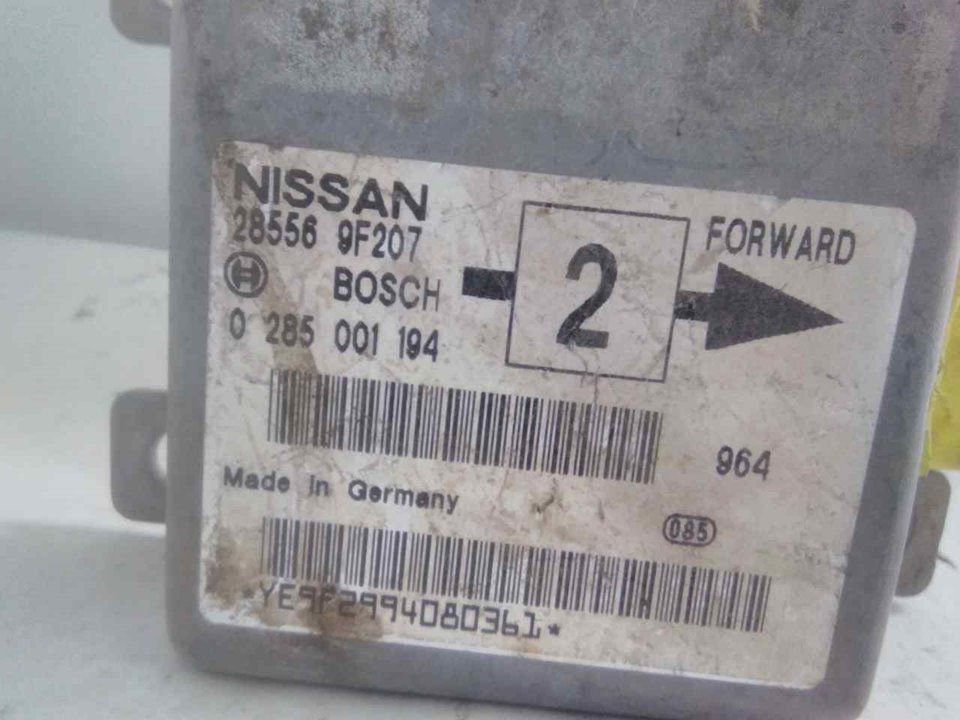 NISSAN
28556 9F207
BOSCH
0 285 001 194
2
FORWARD
964
Made in Germany
085
*YE9F2994080361*